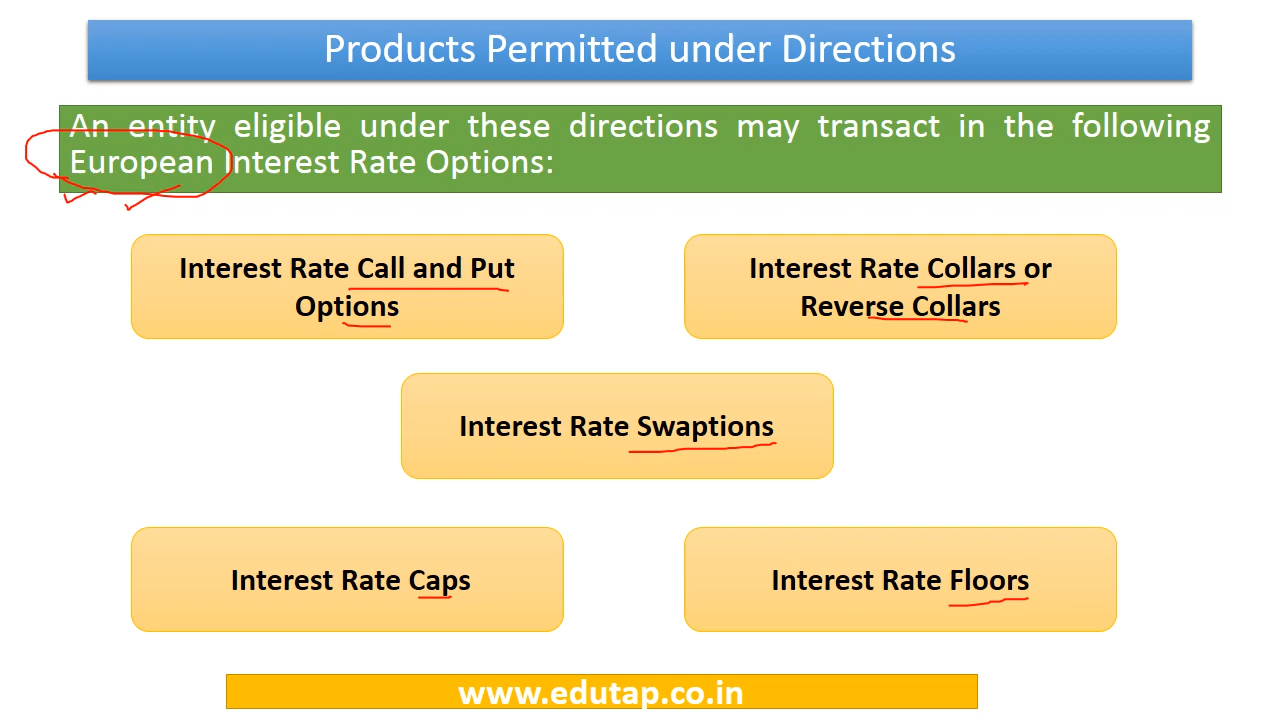 Products Permitted under Directions
An entity eligible under these directions may transact in the following
European Interest Rate Options:
Interest Rate Call and Put
Options
Interest Rate Collars or
Reverse Collars
Interest Rate Swaptions
Interest Rate Caps
Interest Rate Floors
www.edutap.co.in